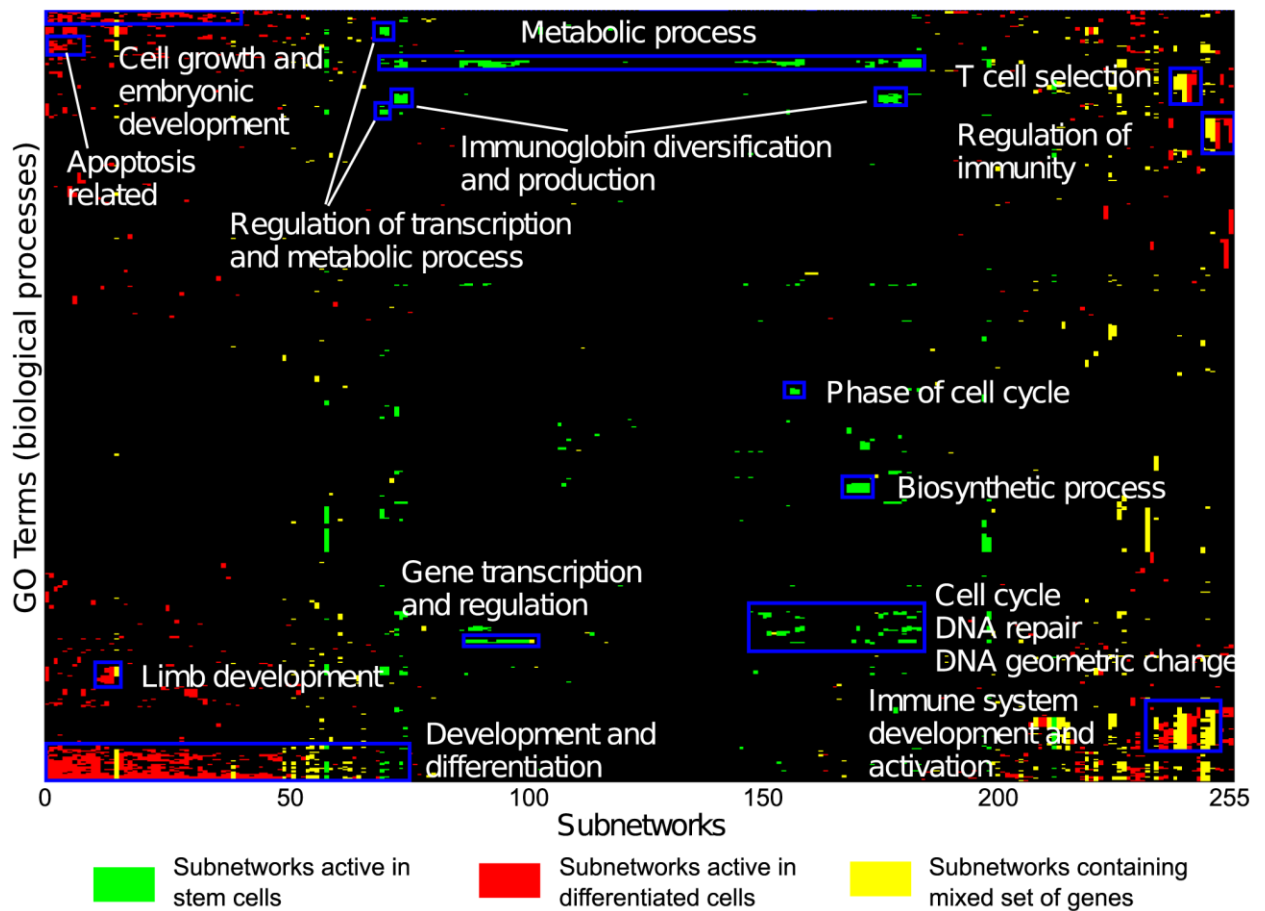 Metabolic process
Cell growth and
embryonic
development
T cell selection
Apoptosis
related
Immunoglobin diversification
and production
Regulation of
immunity
Regulation of transcription
and metabolic process
Phase of cell cycle
Biosynthetic process
Gene transcription
and regulation
Cell cycle
DNA repair
DNA geometric change
Limb development
Immune system
development and
activation
Development and
differentiation
GO Terms (biological processes)
0 50 100 150 200 255
Subnetworks
Subnetworks active in
stem cells
Subnetworks active in
differentiated cells
Subnetworks containing
mixed set of genes